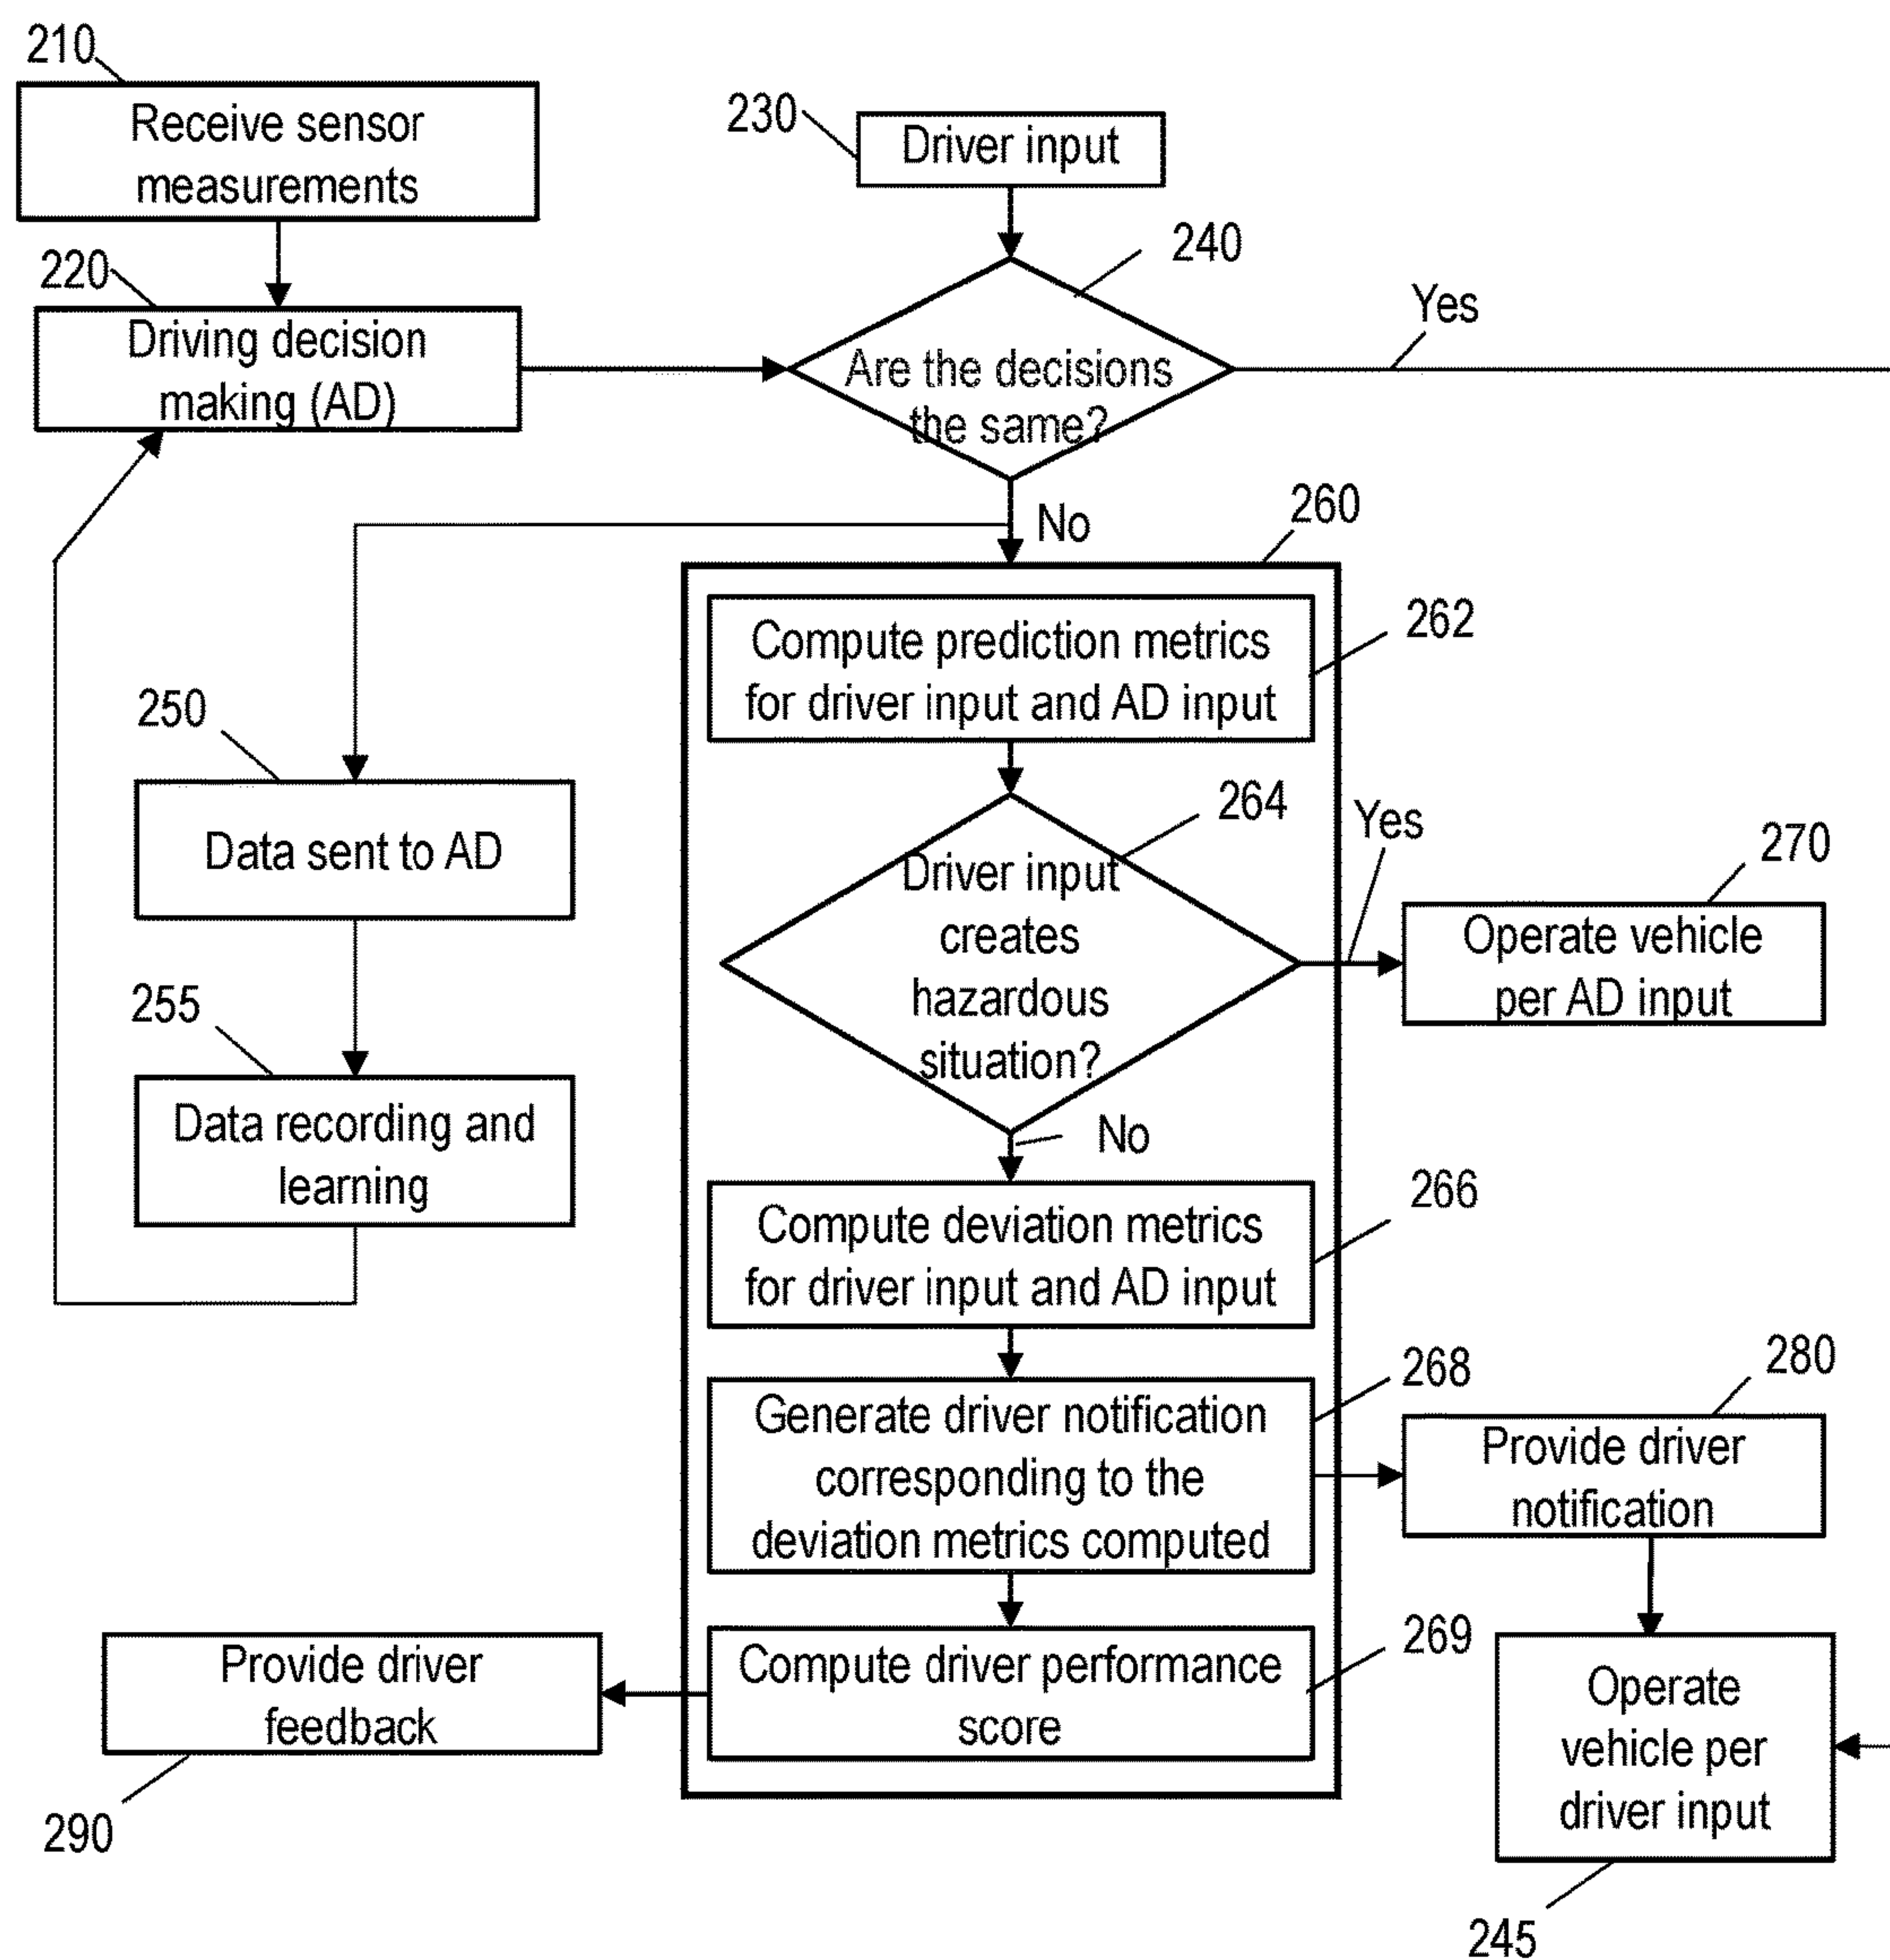 210
Receive sensor
measurements
220
Driving decision
making (AD)
230
Driver input
240
Are the decisions
the same?
Yes
No
250
Data sent to AD
255
Data recording and
learning
260
262
Compute prediction metrics
for driver input and AD input
264
Driver input
creates
hazardous
situation?
Yes
270
Operate vehicle
per AD input
No
266
Compute deviation metrics
for driver input and AD input
268
Generate driver notification
corresponding to the
deviation metrics computed
280
Provide driver
notification
269
Compute driver performance
score
Provide driver
feedback
290
Operate
vehicle per
driver input
245